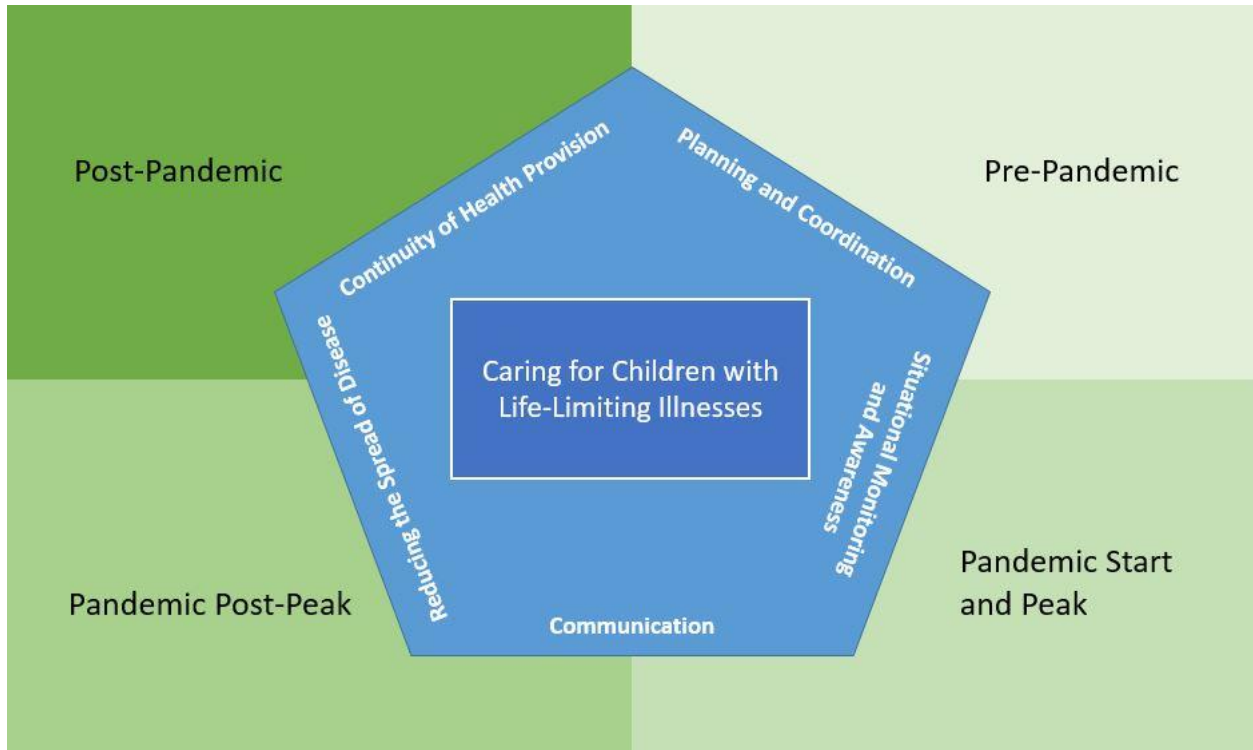 Post-Pandemic
Pre-Pandemic
Continuity of Health Provision
Planning and Coordination
Caring for Children with
Life-Limiting Illnesses
Reducing the Spread of Disease
Situational Monitoring
and Awareness
Pandemic Post-Peak
Pandemic Start
and Peak
Communication